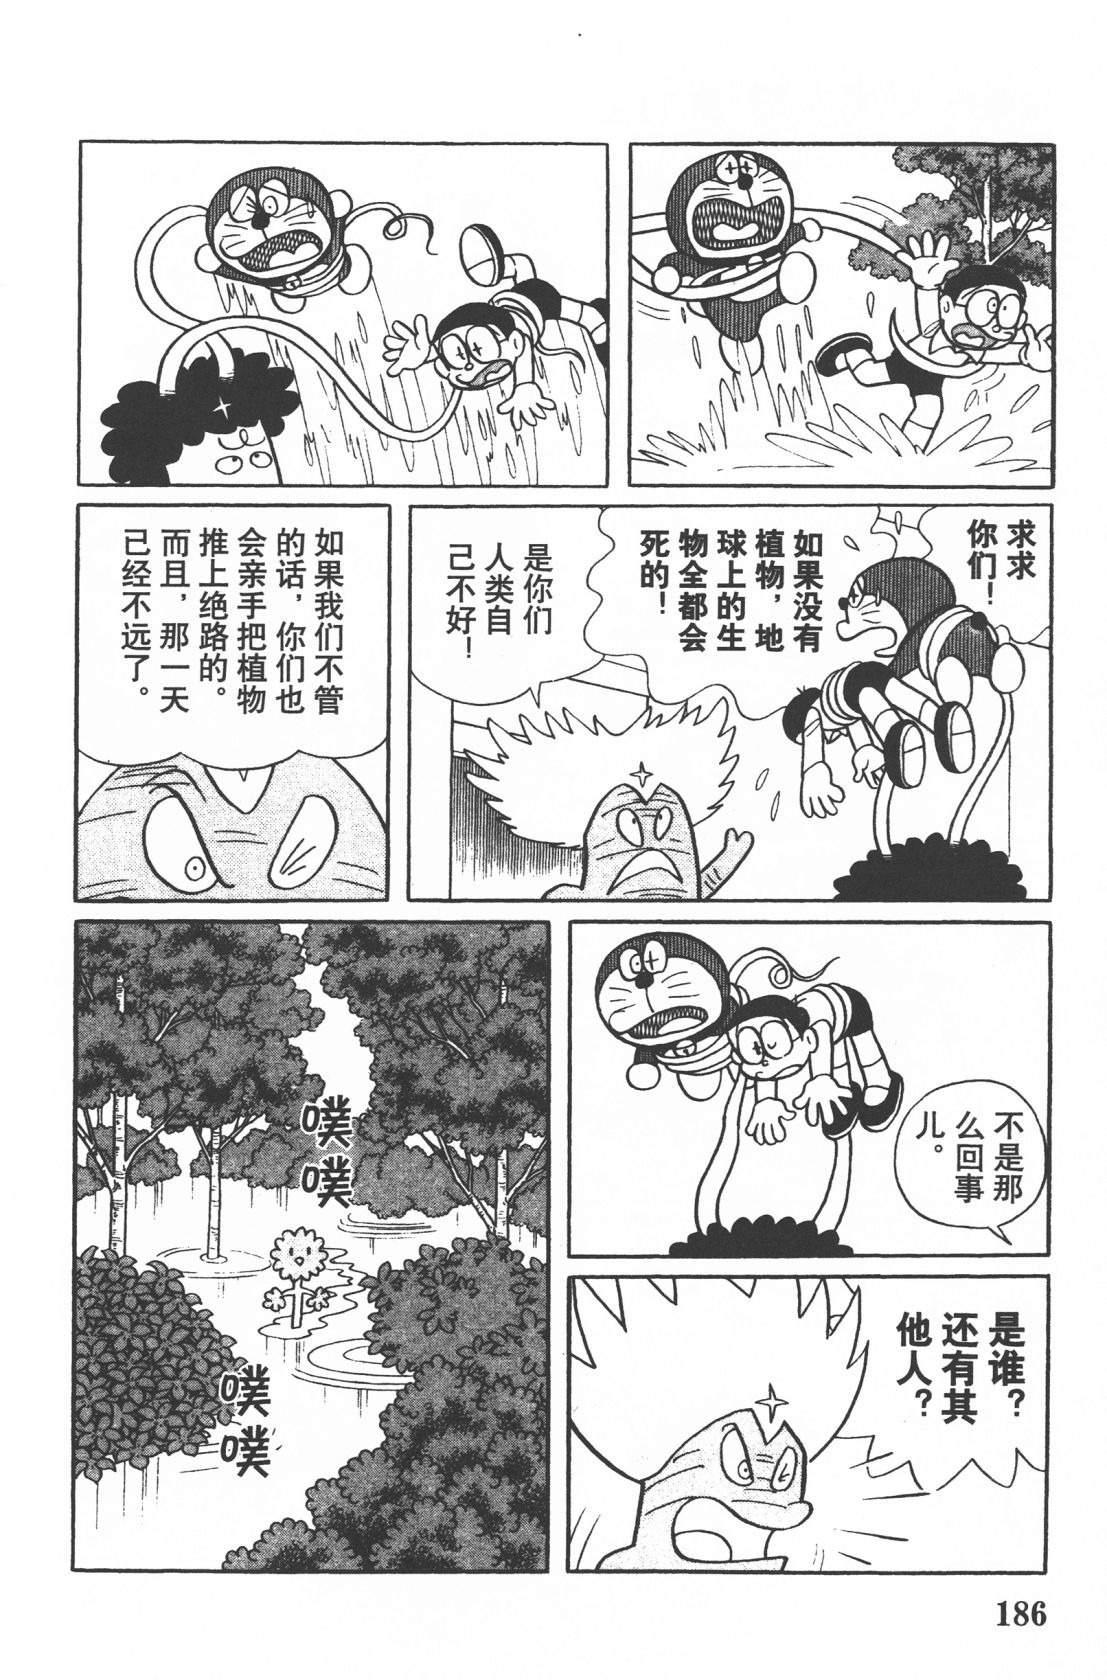 求求
你们！
如果没有
植物，地
球上的生
物全都会
死的！
是你们
人类自
己不好！
如果我们不管
的话，你们也
会亲手把植物
推上绝路的。
而且，那一天
已经不远了。
不是那
么回事
儿。
噗
噗
噗
噗
是谁？
还有其
他人？
186